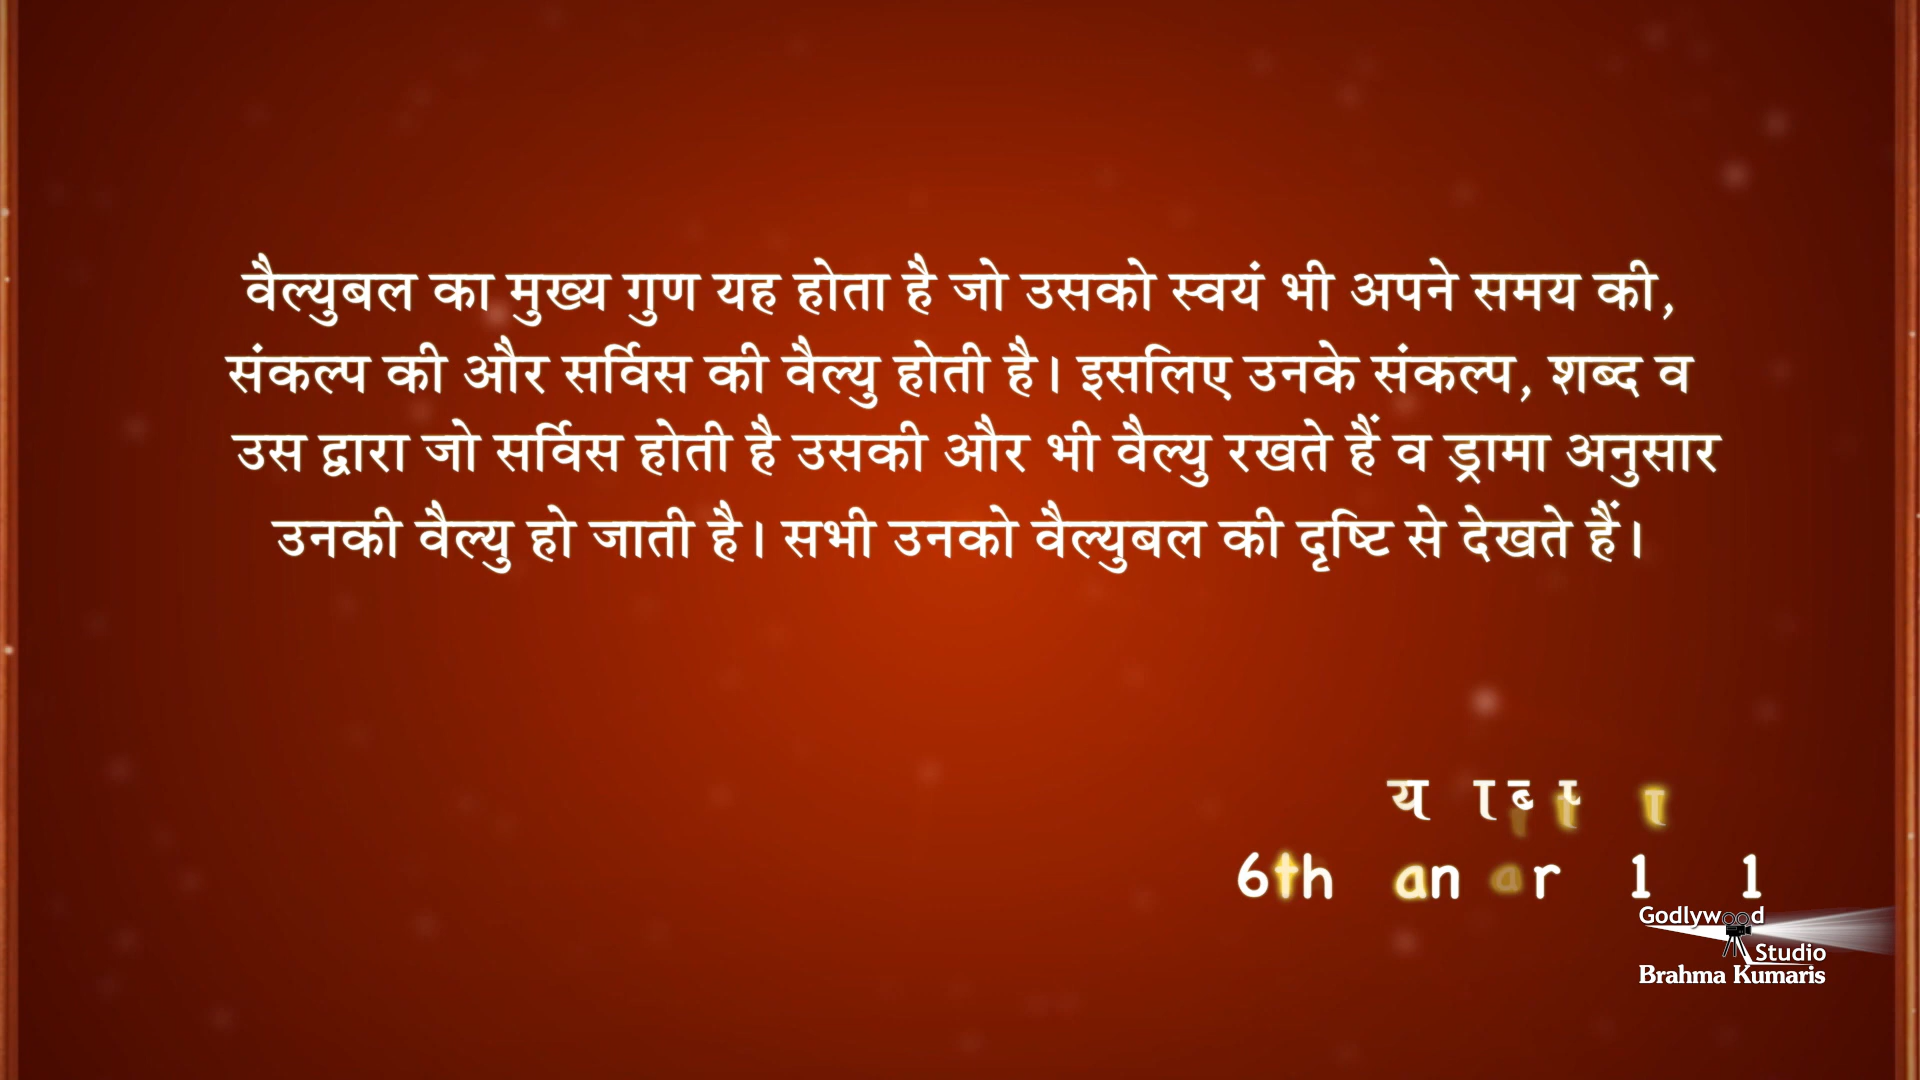 वैल्युबल का मुख्य गुण यह होता है जो उसको स्वयं भी अपने समय की,
संकल्प की और सर्विस की वैल्यु होती है। इसलिए उनके संकल्प, शब्द व
उस द्वारा जो सर्विस होती है उसकी और भी वैल्यु रखते हैं व ड्रामा अनुसार
उनकी वैल्यु हो जाती है। सभी उनको वैल्युबल की दृष्टि से देखते हैं।
6th
Godlywood
Studio
Brahma Kumaris